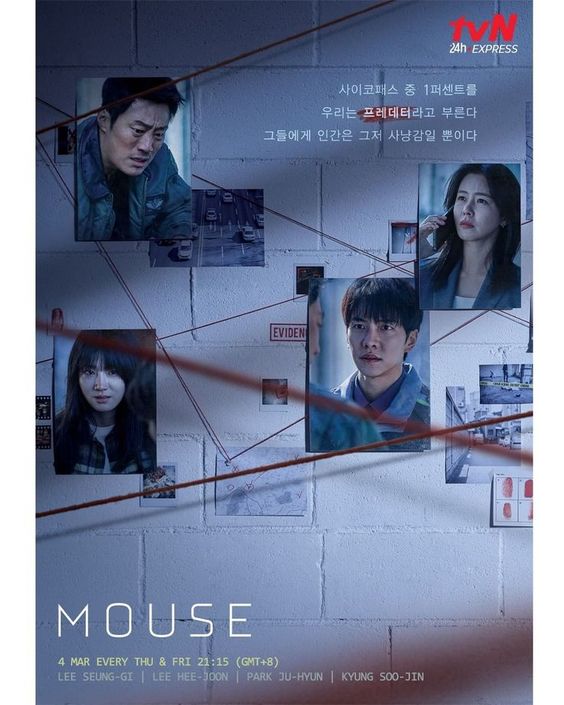 tvN
24h EXPRESS
사이코패스 중 1퍼센트를
우리는 프레데터라고 부른다
그들에게 인간은 그저 사냥감일 뿐이다
EVIDEN
MOUSE
4 MAR EVERY THU & FRI 21:15 (GMT+8)
LEE SEUNG-GI | LEE HEE-JOON | PARK JU-HYUN | KYUNG SOO-JIN